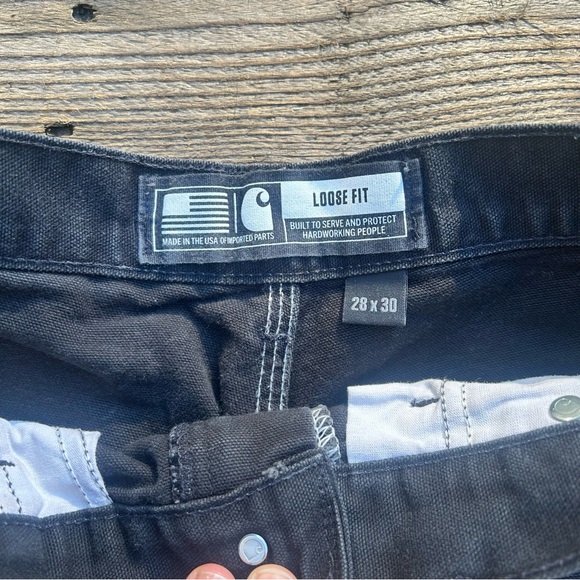 LOOSE FIT
MADE IN THE USA OF IMPORTED PARTS
BUILT TO SERVE AND PROTECT
HARDWORKING PEOPLE
28 x 30